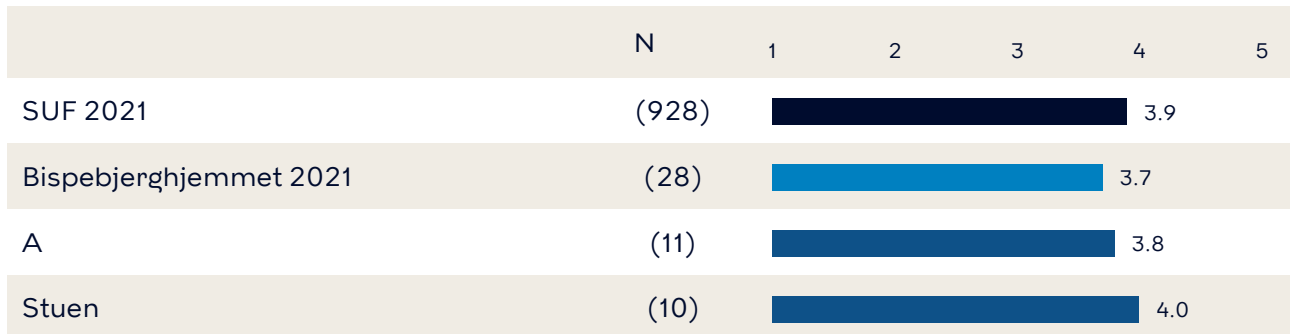 N 1 2 3 4 5
SUF 2021 (928) 3.9
Bispebjerghjemmet 2021 (28) 3.7
A (11) 3.8
Stuen (10) 4.0